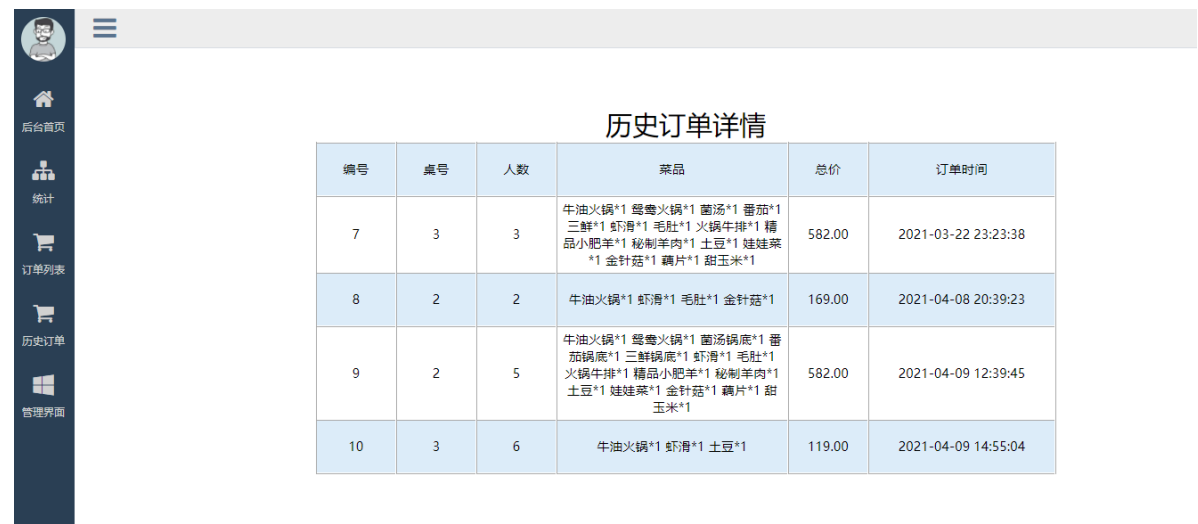 后台首页
统计
订单列表
历史订单
管理界面
历史订单详情
编号 桌号 人数 菜品 总价 订单时间
7 3 3 牛油火锅*1 鸳鸯火锅*1 菌汤*1 番茄*1
三鲜*1 虾滑*1 毛肚*1 火锅牛排*1 精
品小肥羊*1 秘制羊肉*1 土豆*1 娃娃菜
*1 金针菇*1 藕片*1 甜玉米*1 582.00 2021-03-22 23:23:38
8 2 2 牛油火锅*1 虾滑*1 毛肚*1 金针菇*1 169.00 2021-04-08 20:39:23
9 2 5 牛油火锅*1 鸳鸯火锅*1 菌汤锅底*1 番
茄锅底*1 三鲜锅底*1 虾滑*1 毛肚*1
火锅牛排*1 精品小肥羊*1 秘制羊肉*1
土豆*1 娃娃菜*1 金针菇*1 藕片*1 甜
玉米*1 582.00 2021-04-09 12:39:45
10 3 6 牛油火锅*1 虾滑*1 土豆*1 119.00 2021-04-09 14:55:04